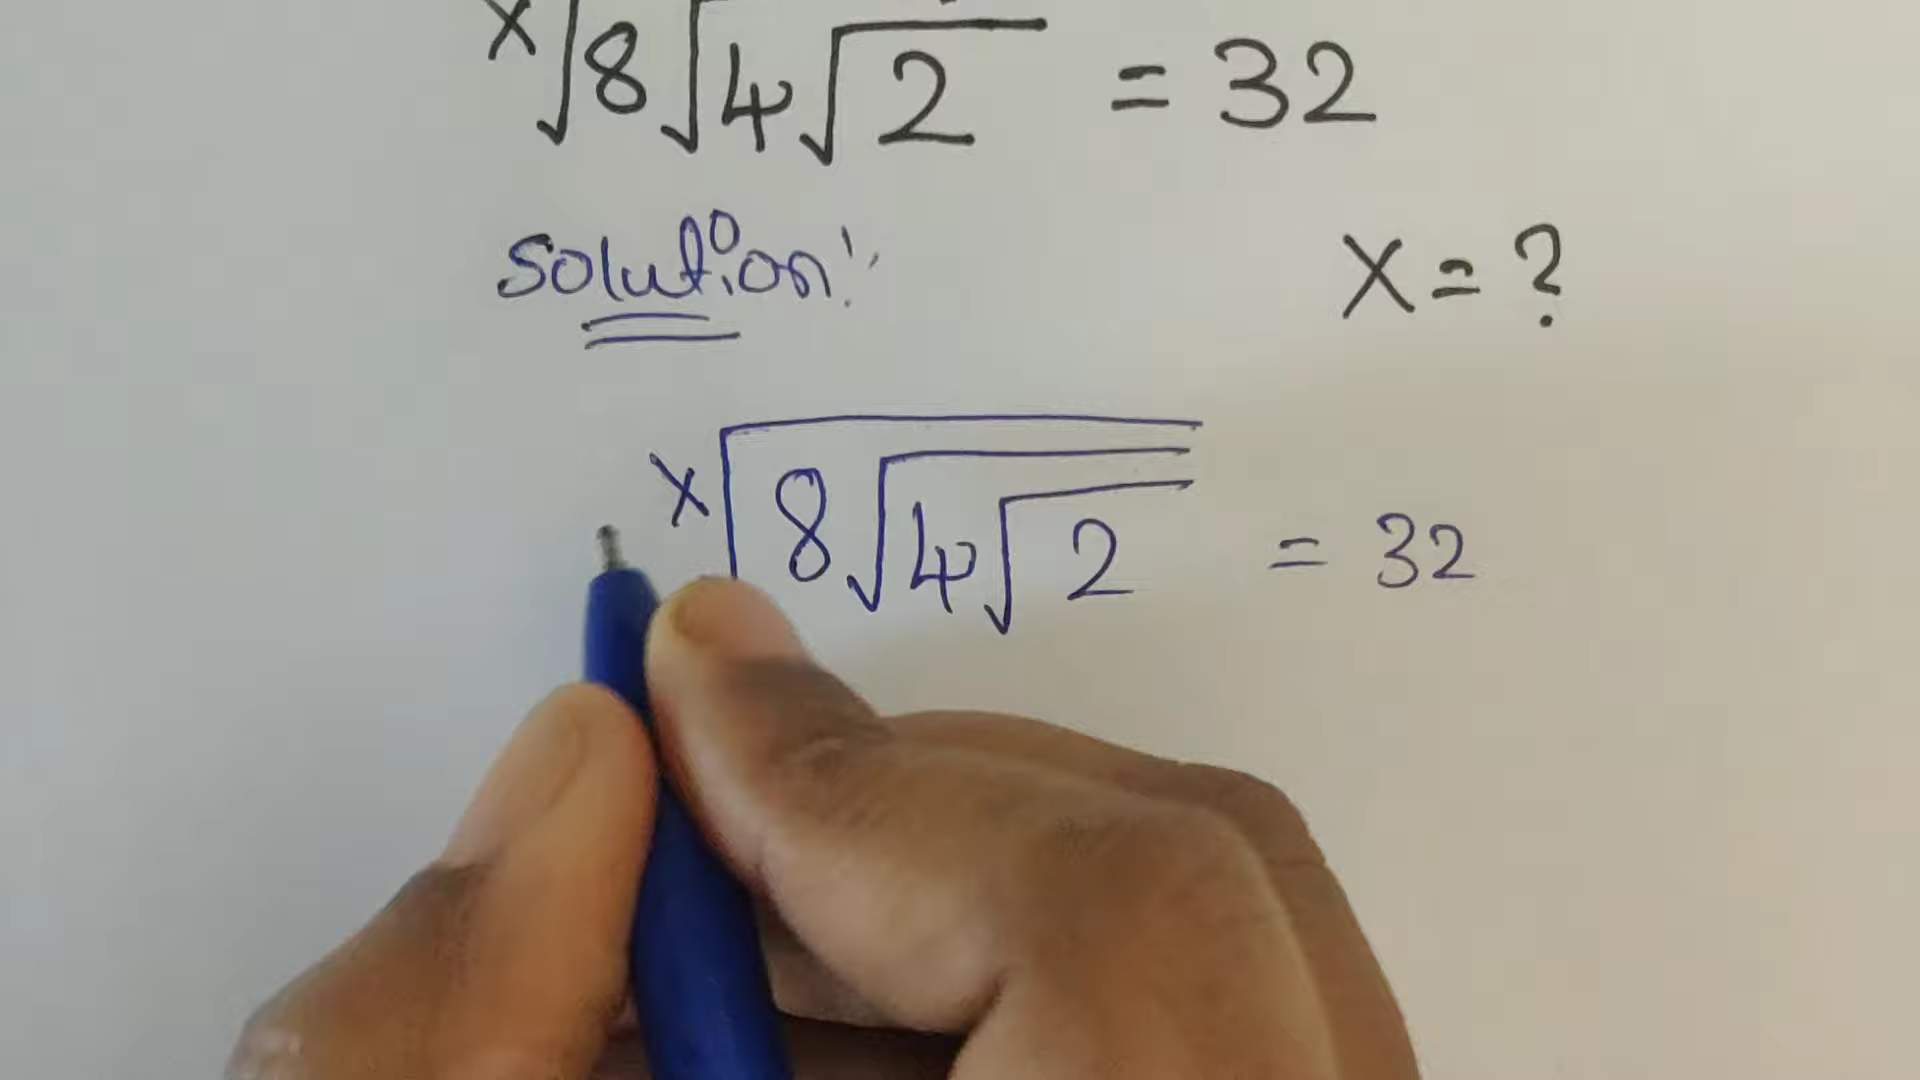 x√8√4√2 = 32
Solution:
x = ?
x√8√4√2 = 32